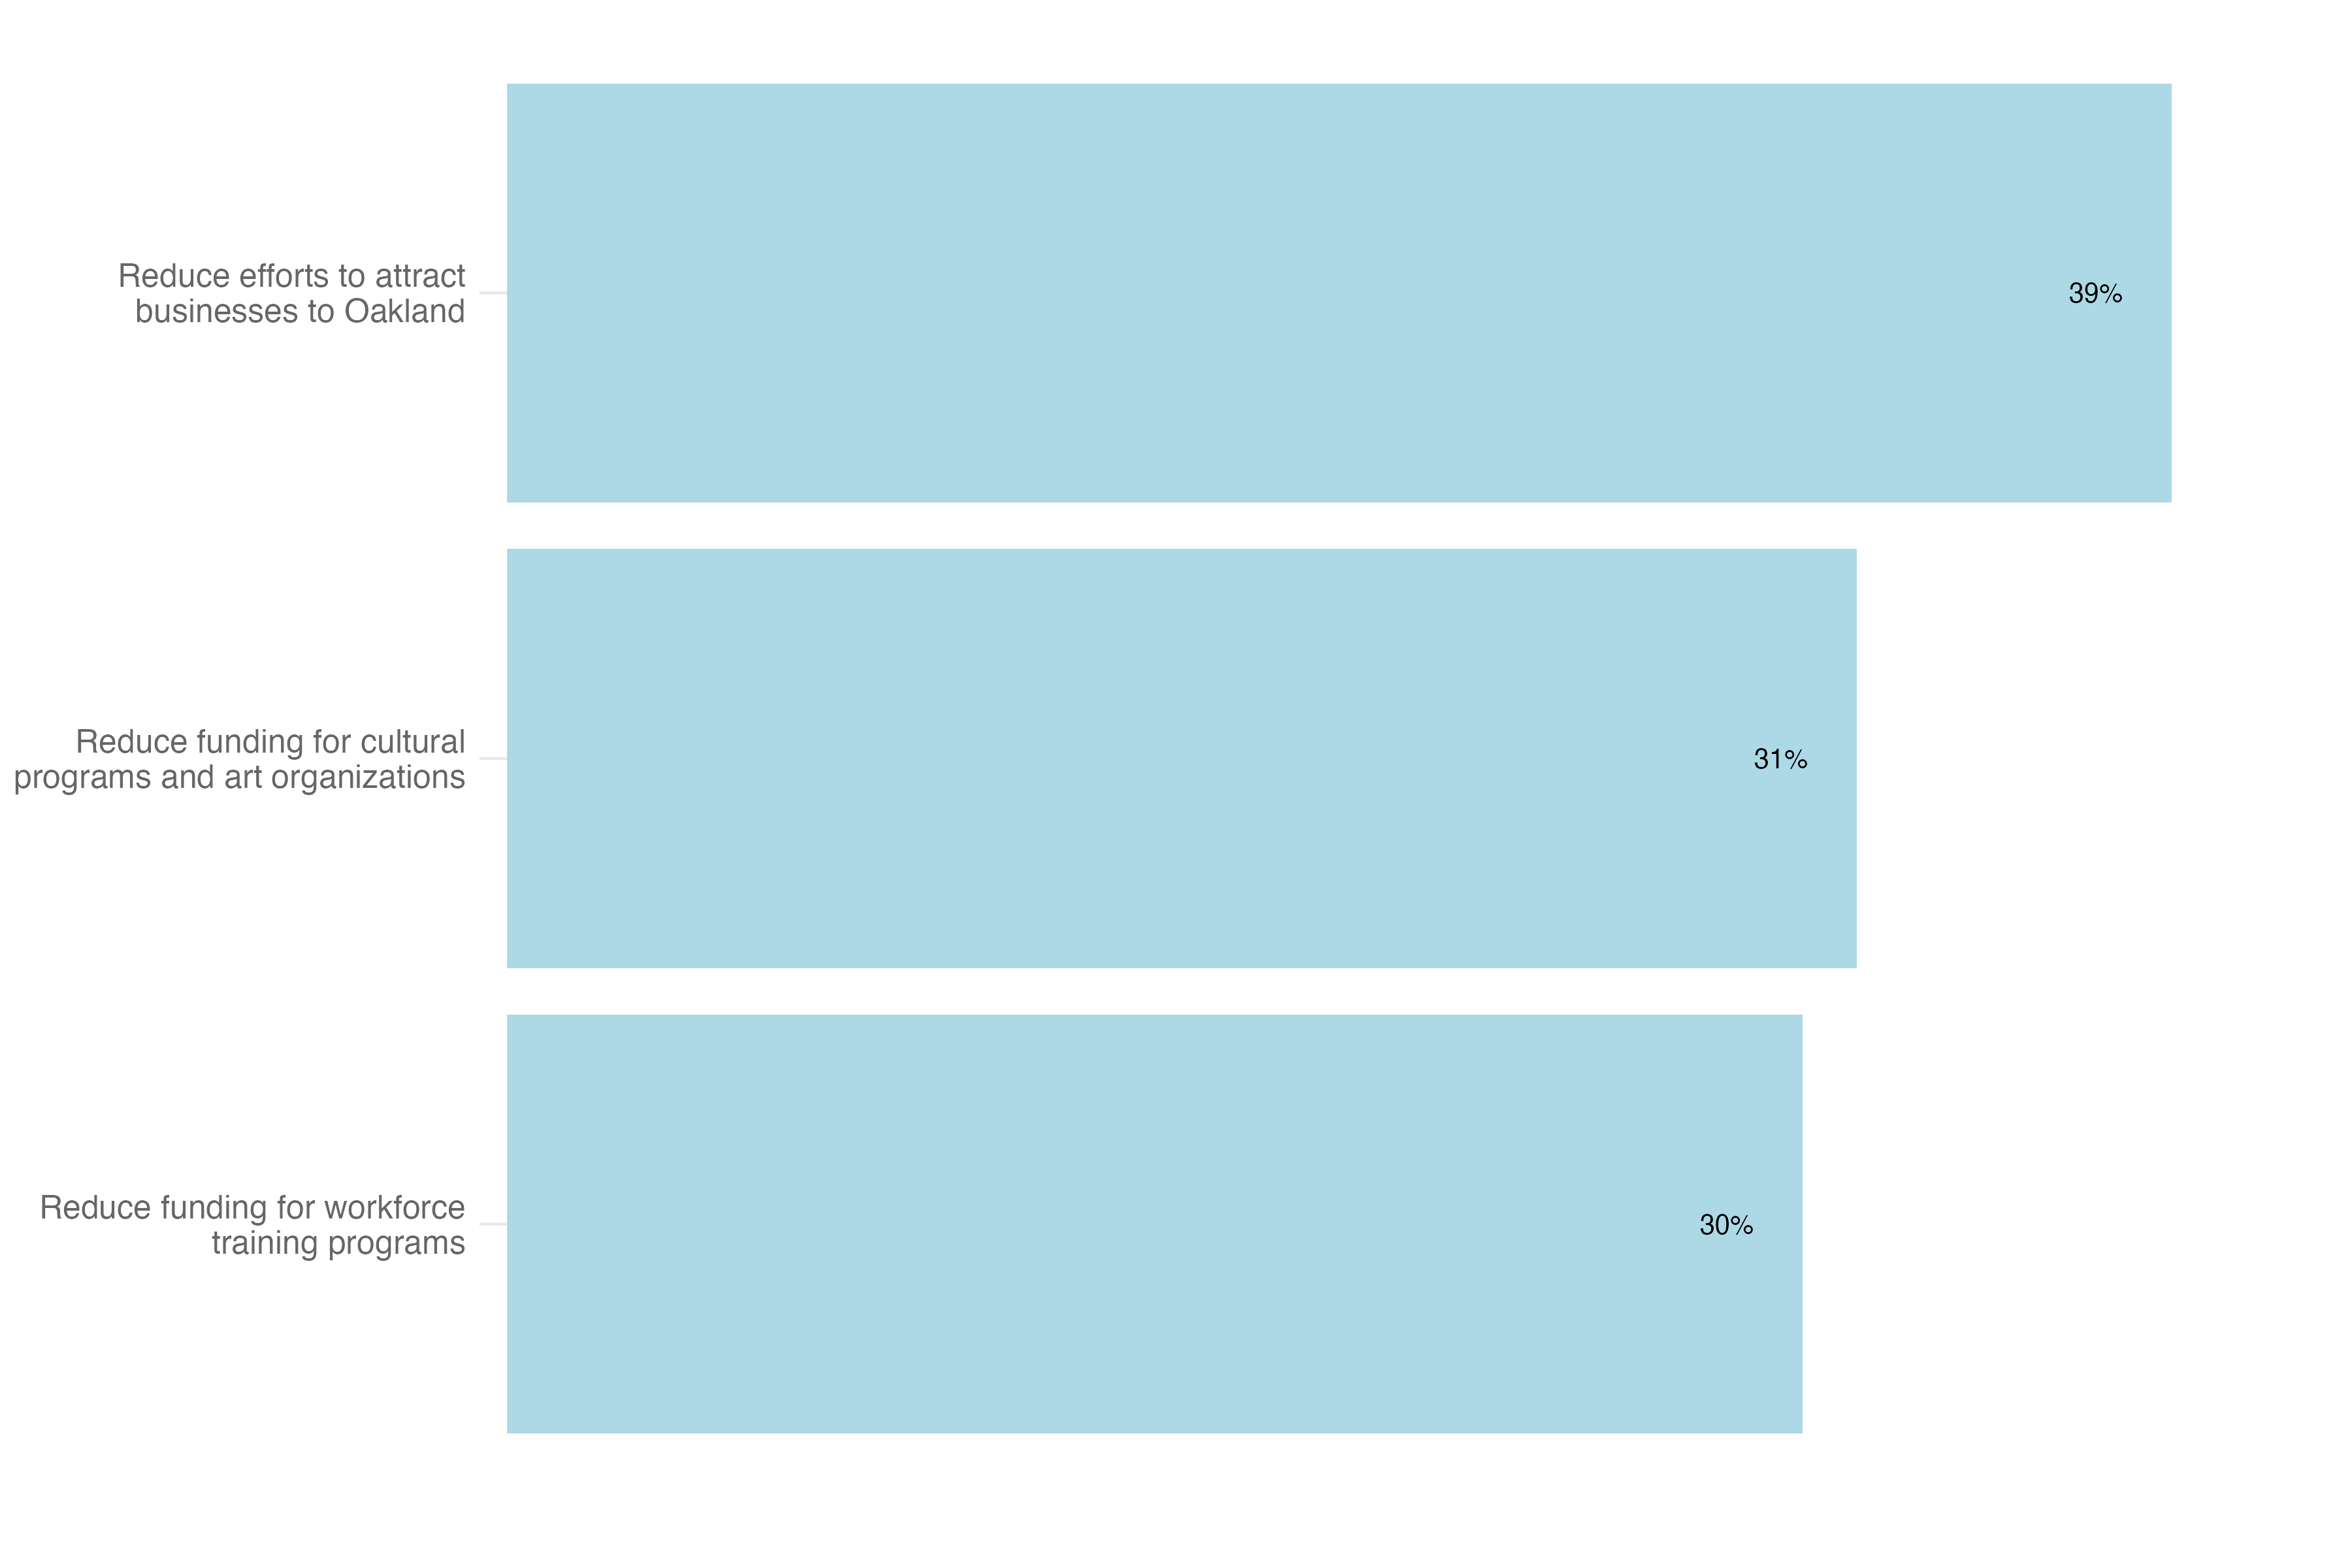 Reduce efforts to attract
businesses to Oakland
39%
Reduce funding for cultural
programs and art organizations
31%
Reduce funding for workforce
training programs
30%